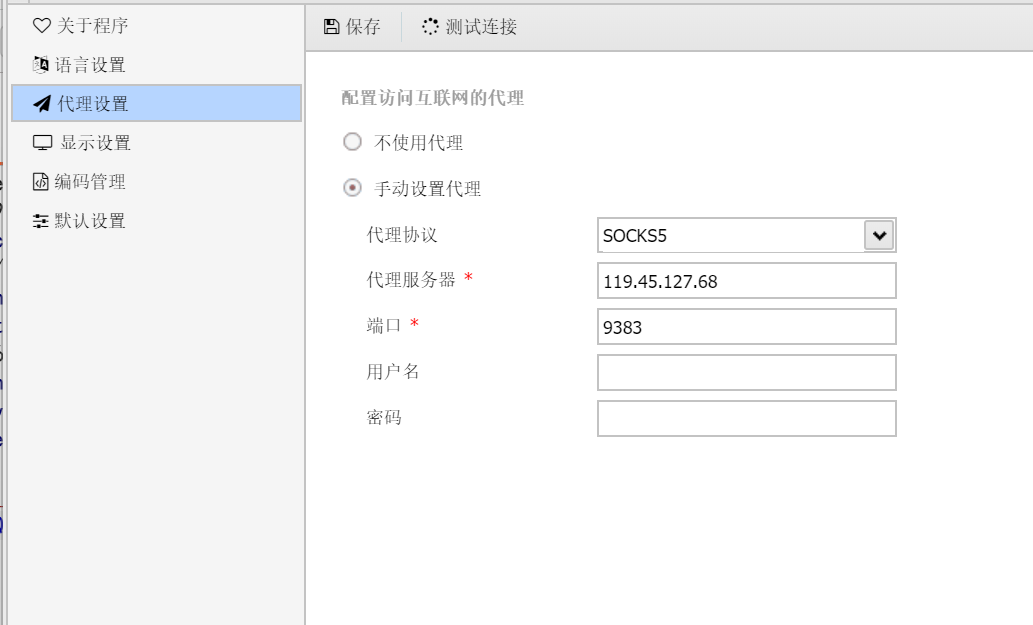 关于程序
语言设置
代理设置
显示设置
编码管理
默认设置
保存
测试连接
配置访问互联网的代理
不使用代理
手动设置代理
代理协议
SOCKS5
代理服务器 *
119.45.127.68
端口 *
9383
用户名
密码